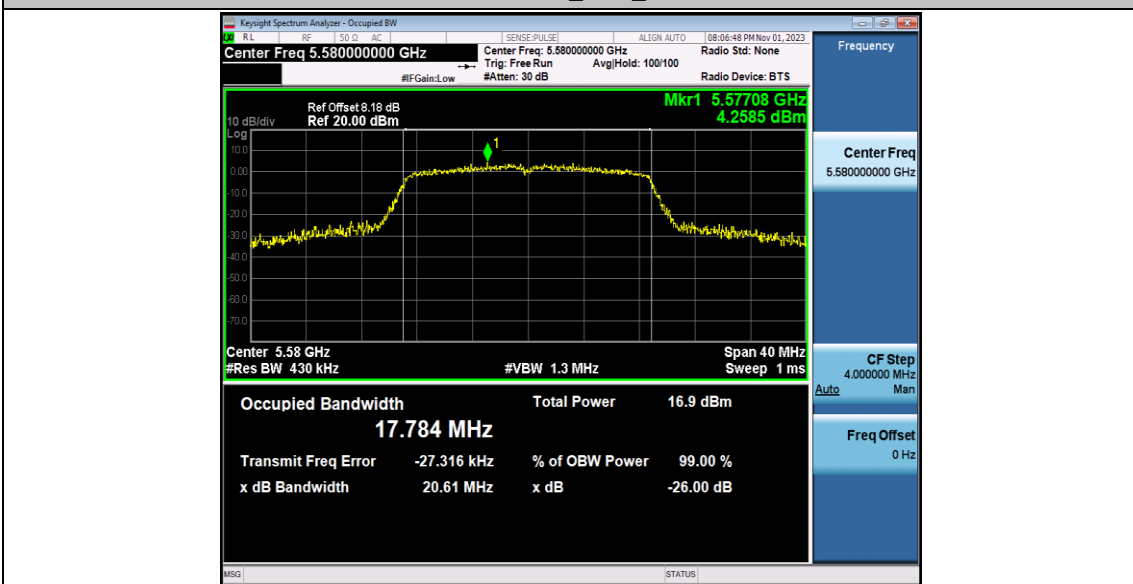 Keysight Spectrum Analyzer - Occupied BW
LXI RL RF 50 Ω AC SENSE:PULSE ALIGN AUTO 08:06:48 PM Nov 01, 2023
Center Freq 5.580000000 GHz
Center Freq: 5.580000000 GHz Radio Std: None
Trig: Free Run Avg|Hold: 100/100
#IFGain:Low #Atten: 30 dB Radio Device: BTS
Frequency
Ref Offset 8.18 dB
10 dB/div Ref 20.00 dBm
Mkr1 5.57708 GHz
4.2585 dBm
Log
10.0
0.00
-10.0
-20.0
-30.0
-40.0
-50.0
-60.0
-70.0
1
Center 5.58 GHz Span 40 MHz
#Res BW 430 kHz #VBW 1.3 MHz Sweep 1 ms
Center Freq
5.580000000 GHz
CF Step
4.000000 MHz
Auto Man
Freq Offset
0 Hz
Occupied Bandwidth Total Power 16.9 dBm
17.784 MHz
Transmit Freq Error -27.316 kHz % of OBW Power 99.00 %
x dB Bandwidth 20.61 MHz x dB -26.00 dB
MSG STATUS